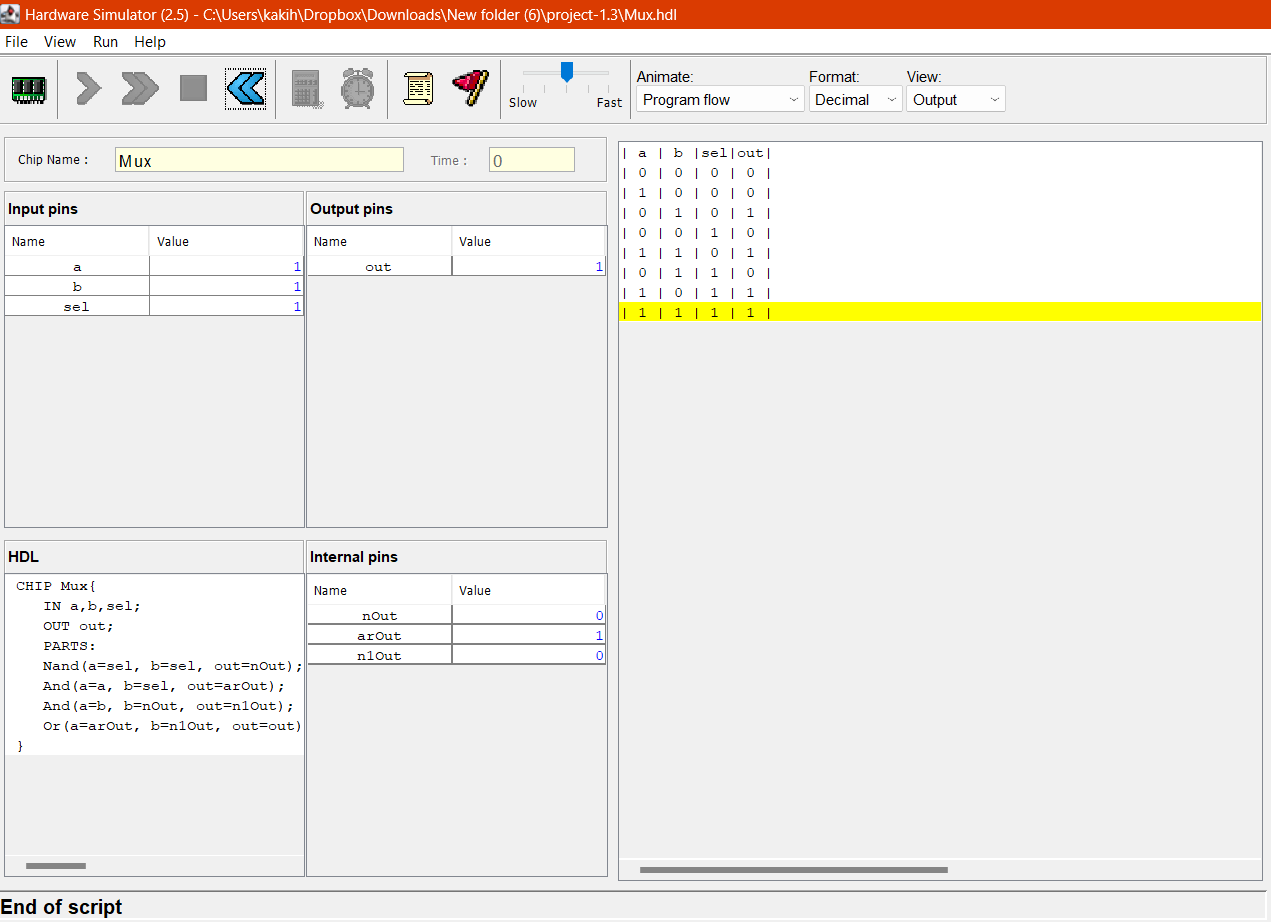 Hardware Simulator (2.5) - C:\Users\kakih\Dropbox\Downloads\New folder (6)\project-1.3\Mux.hdl
File View Run Help
Slow Fast
Animate: Format: View:
Program flow Decimal Output
Chip Name : Mux Time : 0
Input pins
Name Value
a 1
b 1
sel 1
Output pins
Name Value
out 1
HDL
CHIP Mux{
IN a,b,sel;
OUT out;
PARTS:
Nand(a=sel, b=sel, out=nOut);
And(a=a, b=sel, out=arOut);
And(a=b, b=nOut, out=n1Out);
Or(a=arOut, b=n1Out, out=out)
}
Internal pins
Name Value
nOut 0
arOut 1
n1Out 0
| a | b |sel|out|
| 0 | 0 | 0 | 0 |
| 1 | 0 | 0 | 0 |
| 0 | 1 | 0 | 1 |
| 0 | 0 | 1 | 0 |
| 1 | 1 | 0 | 1 |
| 0 | 1 | 1 | 0 |
| 1 | 0 | 1 | 1 |
| 1 | 1 | 1 | 1 |
End of script